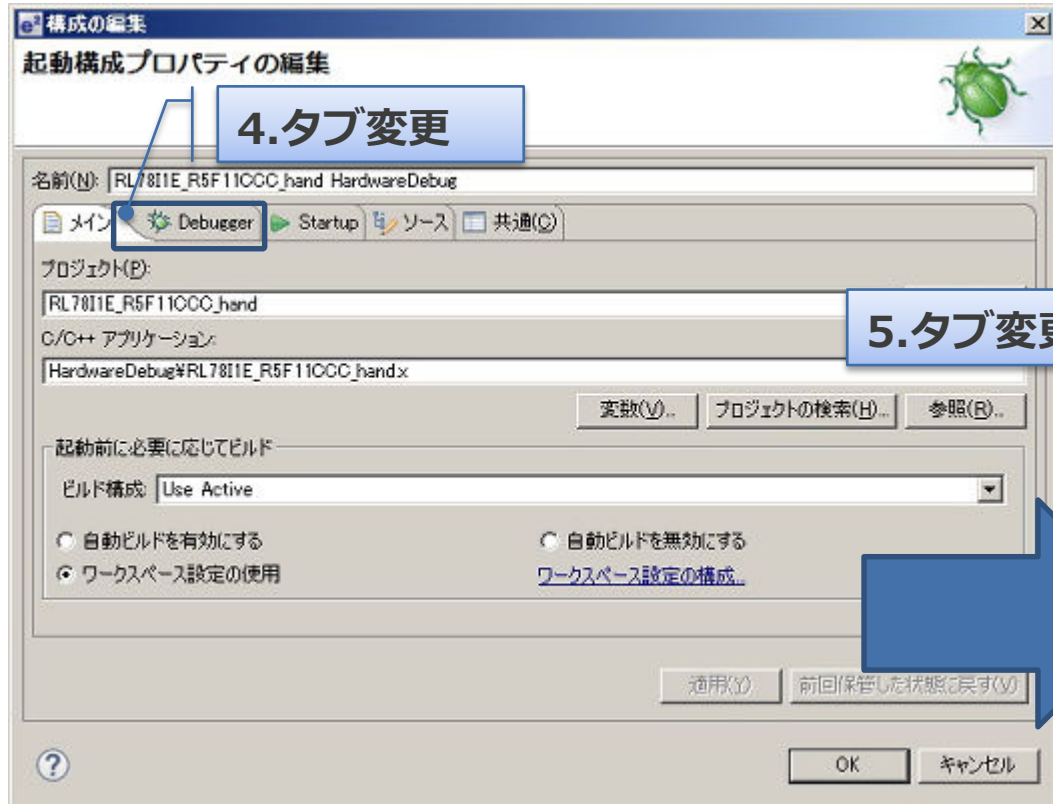 構成の編集
起動構成プロパティの編集
4.タブ変更
名前(N): RL78I1E_R5F11CCC_hand HardwareDebug
メイン Debugger Startup ソース 共通(C)
プロジェクト(P):
RL78I1E_R5F11CCC_hand
5.タブ変更
C/C++ アプリケーション:
HardwareDebug¥RL78I1E_R5F11CCC_hand.x
変数(V)... プロジェクトの検索(H)... 参照(R)...
起動前に必要に応じてビルド
ビルド構成: Use Active
自動ビルドを有効にする 自動ビルドを無効にする
ワークスペース設定の使用 ワークスペース設定の構成...
適用(Y) 前回保管した状態に戻す(V)
? OK キャンセル